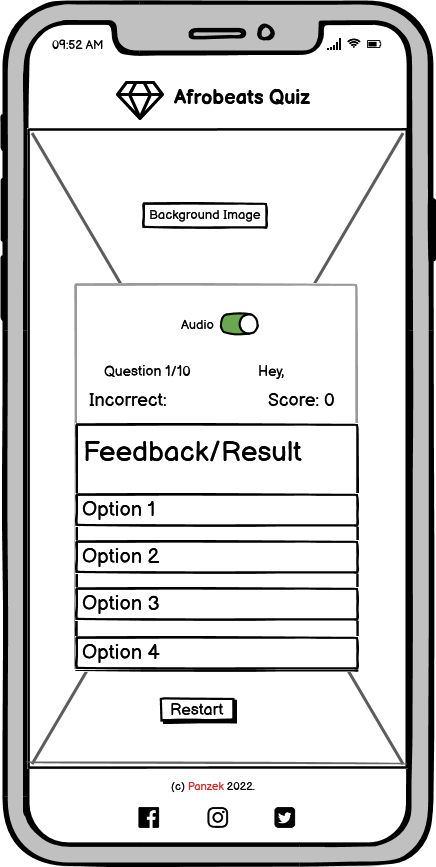 09:52 AM
Afrobeats Quiz
Background Image
Audio
Question 1/10 Hey,
Incorrect: Score: 0
Feedback/Result
Option 1
Option 2
Option 3
Option 4
Restart
(c) Panzek 2022.